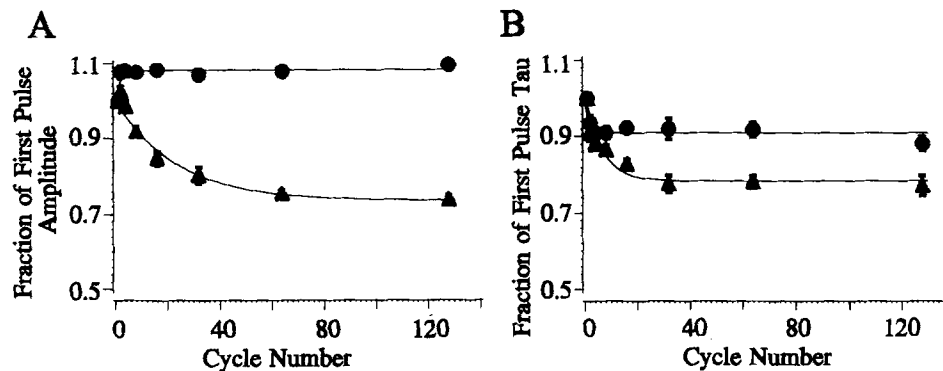 A
Fraction of First Pulse
Amplitude
1.1
0.9
0.7
0.5
0
40
80
120
Cycle Number
B
Fraction of First Pulse Tau
1.1
0.9
0.7
0.5
0
40
80
120
Cycle Number